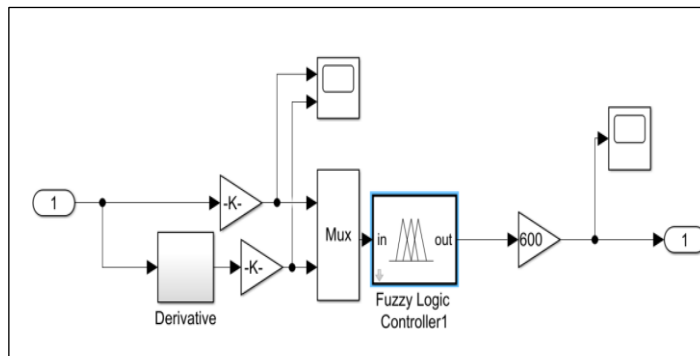 1
-K-
Derivative
-K-
Mux
in
out
Fuzzy Logic
Controller1
600
1